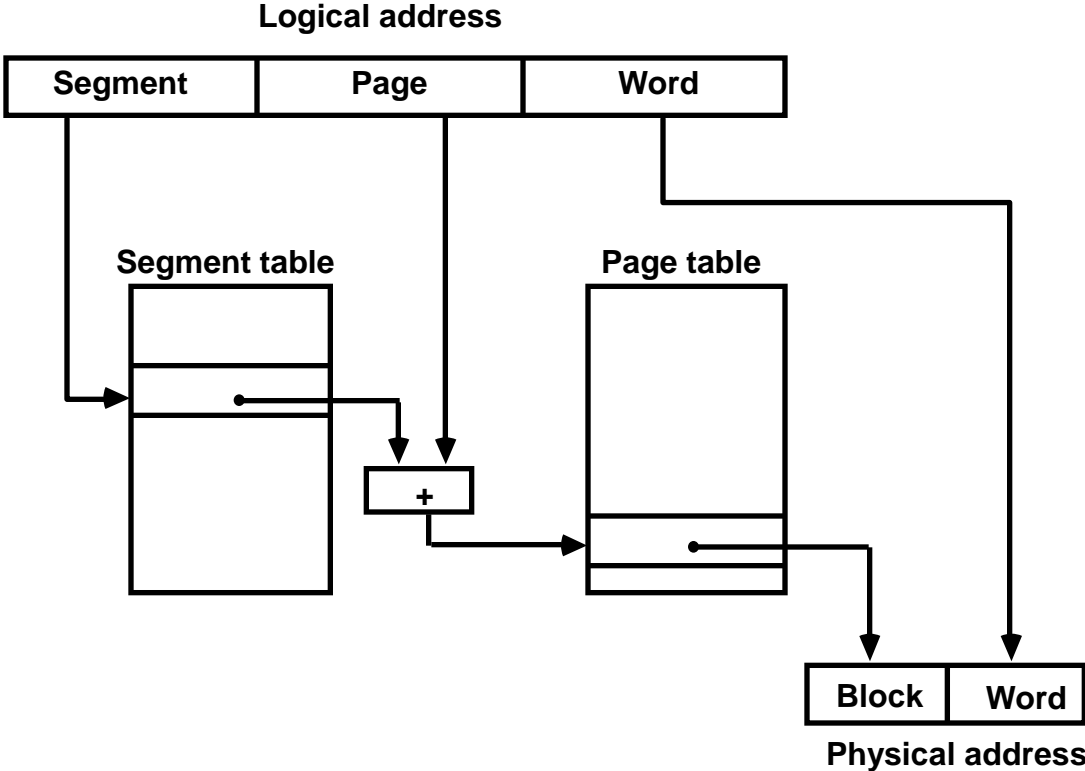 Logical address
Segment Page Word
Segment table Page table
+
Block Word
Physical address